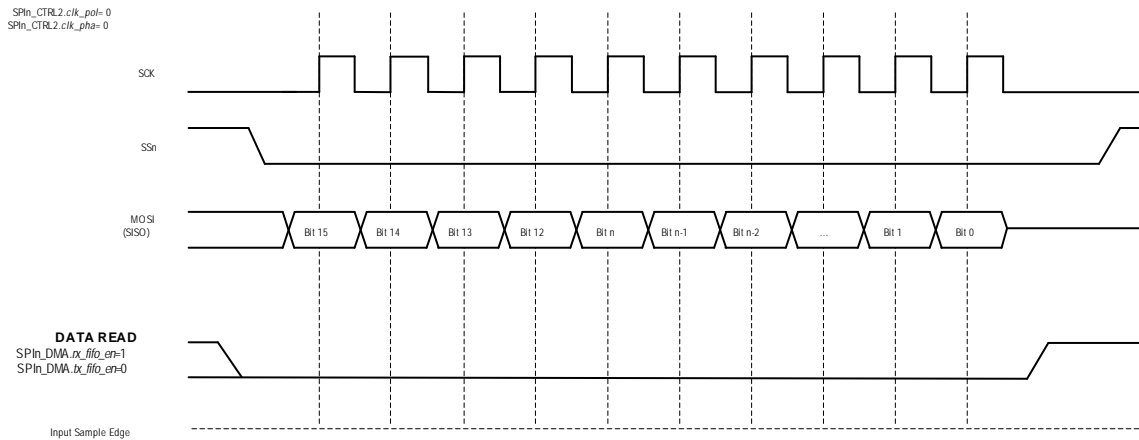 SPIn_CTRL2.clk_pol= 0
SPIn_CTRL2.clk_pha= 0
SCK
SSn
MOSI
(SISO)
Bit 15
Bit 14
Bit 13
Bit 12
Bit n
Bit n-1
Bit n-2
...
Bit 1
Bit 0
DATA READ
SPIn_DMA.rx_fifo_en=1
SPIn_DMA.tx_fifo_en=0
Input Sample Edge